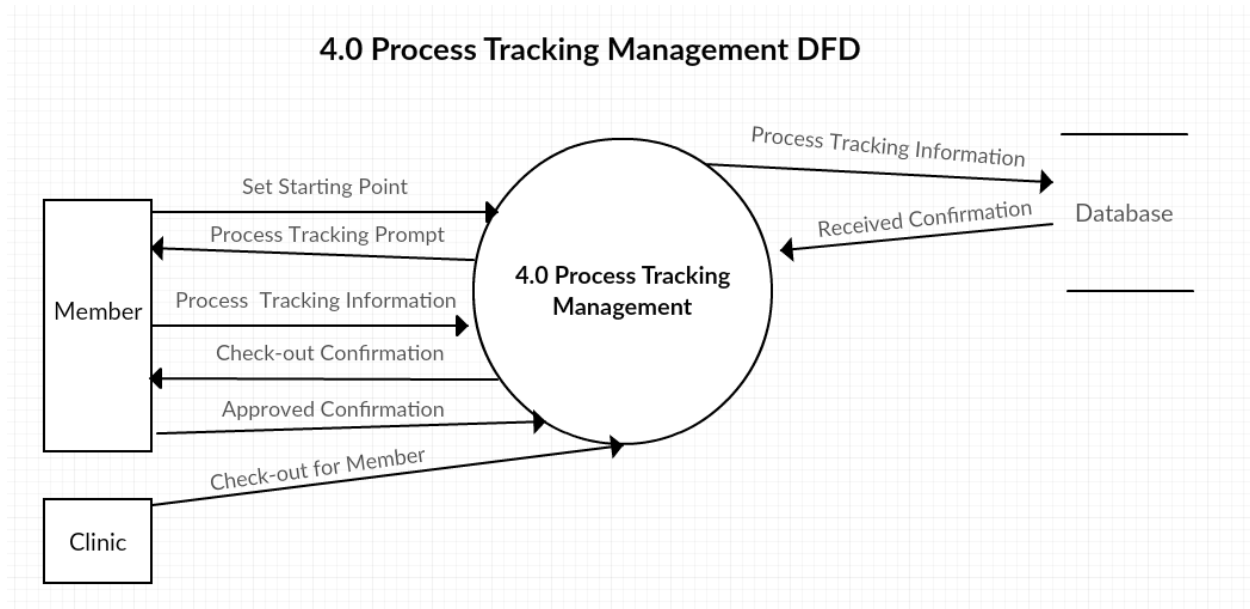 4.0 Process Tracking Management DFD
Process Tracking Information
Set Starting Point
Received Confirmation
Database
Process Tracking Prompt
4.0 Process Tracking
Management
Member
Process Tracking Information
Check-out Confirmation
Approved Confirmation
Check-out for Member
Clinic